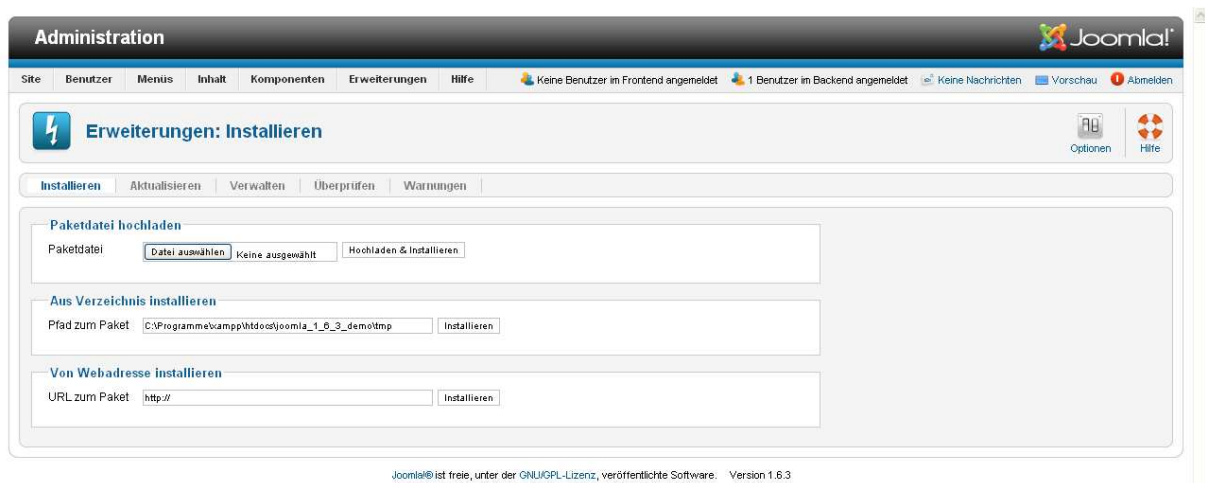 Administration
Joomla!
Site Benutzer Menüs Inhalt Komponenten Erweiterungen Hilfe Keine Benutzer im Frontend angemeldet 1 Benutzer im Backend angemeldet Keine Nachrichten Vorschau Abmelden
Erweiterungen: Installieren
Optionen Hilfe
Installieren Aktualisieren Verwalten Überprüfen Warnungen
Paketdatei hochladen
Paketdatei Datei auswählen Keine ausgewählt Hochladen & Installieren
Aus Verzeichnis installieren
Pfad zum Paket C:\Programme\xampp\htdocs\joomla_1_6_3_demo\tmp Installieren
Von Webadresse installieren
URL zum Paket http:// Installieren
Joomla!® ist freie, unter der GNU/GPL-Lizenz, veröffentlichte Software. Version 1.6.3